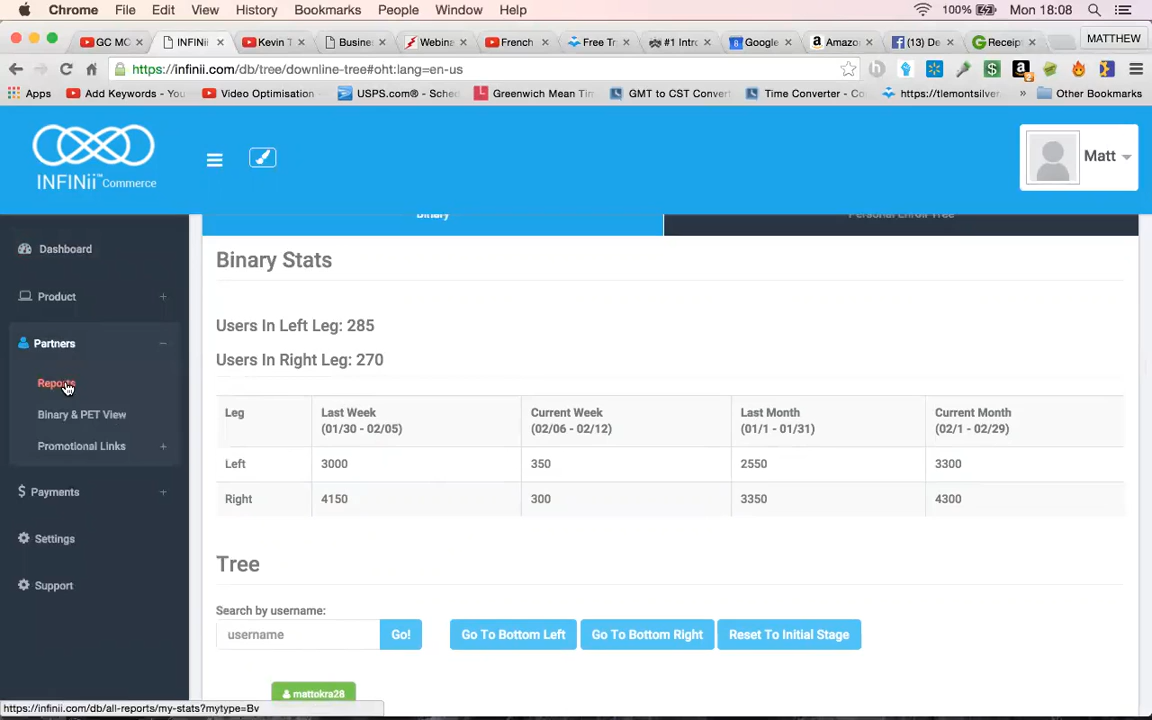 Chrome File Edit View History Bookmarks People Window Help 100% Mon 18:08
GC MC INFINii Kevin T Busine Webina French Free Tr #1 Intro Google Amazo (13) De Receip MATTHEW
https://infinii.com/db/tree/downline-tree#oht:lang=en-us
Apps Add Keywords - You Video Optimisation USPS.com® - Sched Greenwich Mean Tim GMT to CST Convert Time Converter - Co https://tlemontsilver. » Other Bookmarks
INFINii™ Commerce
Matt
Binary Personal Enroll Tree
Dashboard
Product +
Partners −
Reports
Binary & PET View
Promotional Links +
Payments +
Settings
Support
Binary Stats
Users In Left Leg: 285
Users In Right Leg: 270
Leg Last Week Current Week Last Month Current Month
(01/30 - 02/05) (02/06 - 02/12) (01/1 - 01/31) (02/1 - 02/29)
Left 3000 350 2550 3300
Right 4150 300 3350 4300
Tree
Search by username:
username Go! Go To Bottom Left Go To Bottom Right Reset To Initial Stage
mattokra28
https://infinii.com/db/all-reports/my-stats?mytype=Bv